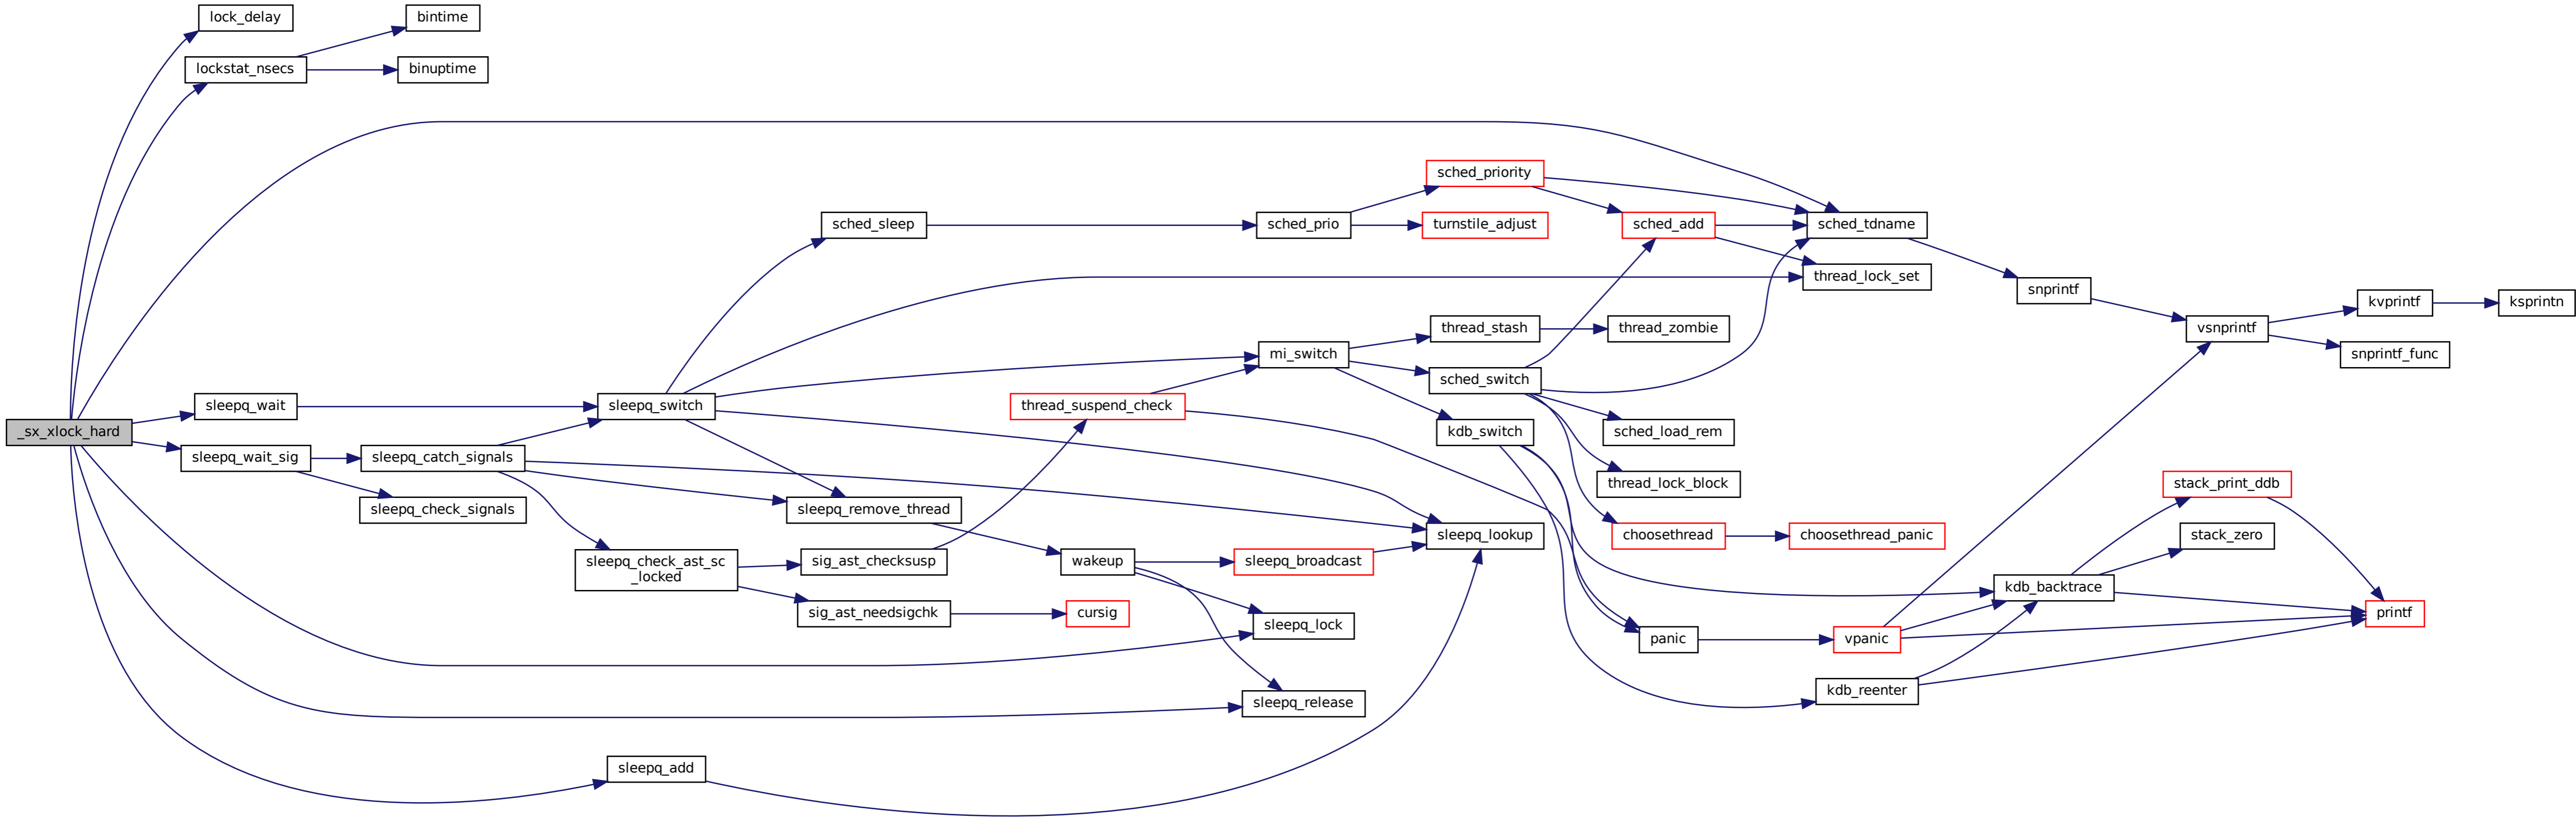 lock_delay
bintime
lockstat_nsecs
binuptime
sched_priority
sched_sleep
sched_prio
turnstile_adjust
sched_add
sched_tdname
thread_lock_set
snprintf
kvprintf
ksprintn
vsnprintf
snprintf_func
thread_stash
thread_zombie
mi_switch
sched_switch
_sx_xlock_hard
sleepq_wait
sleepq_switch
thread_suspend_check
kdb_switch
sched_load_rem
sleepq_wait_sig
sleepq_catch_signals
thread_lock_block
stack_print_ddb
sleepq_check_signals
sleepq_remove_thread
sleepq_lookup
choosethread
choosethread_panic
stack_zero
sleepq_check_ast_sc
_locked
sig_ast_checksusp
wakeup
sleepq_broadcast
kdb_backtrace
sig_ast_needsigchk
cursig
sleepq_lock
printf
panic
vpanic
kdb_reenter
sleepq_release
sleepq_add